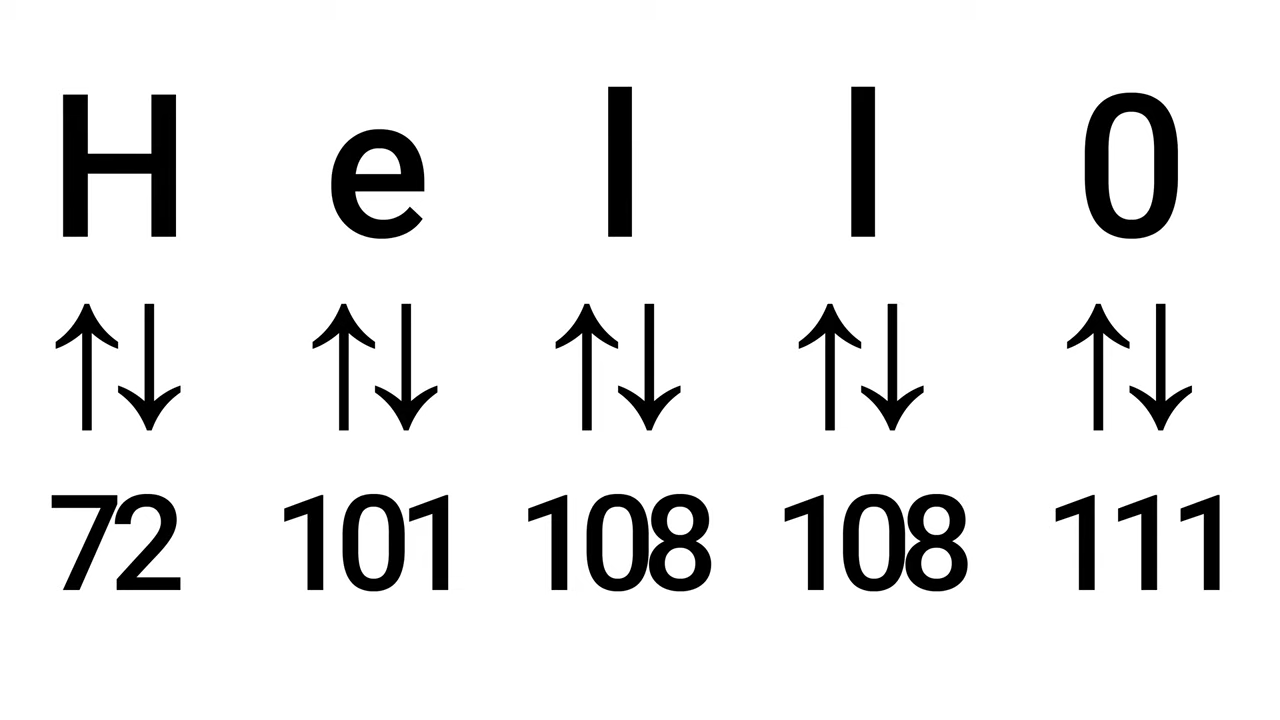 H e l l 0
↑↓ ↑↓ ↑↓ ↑↓ ↑↓
72 101 108 108 111